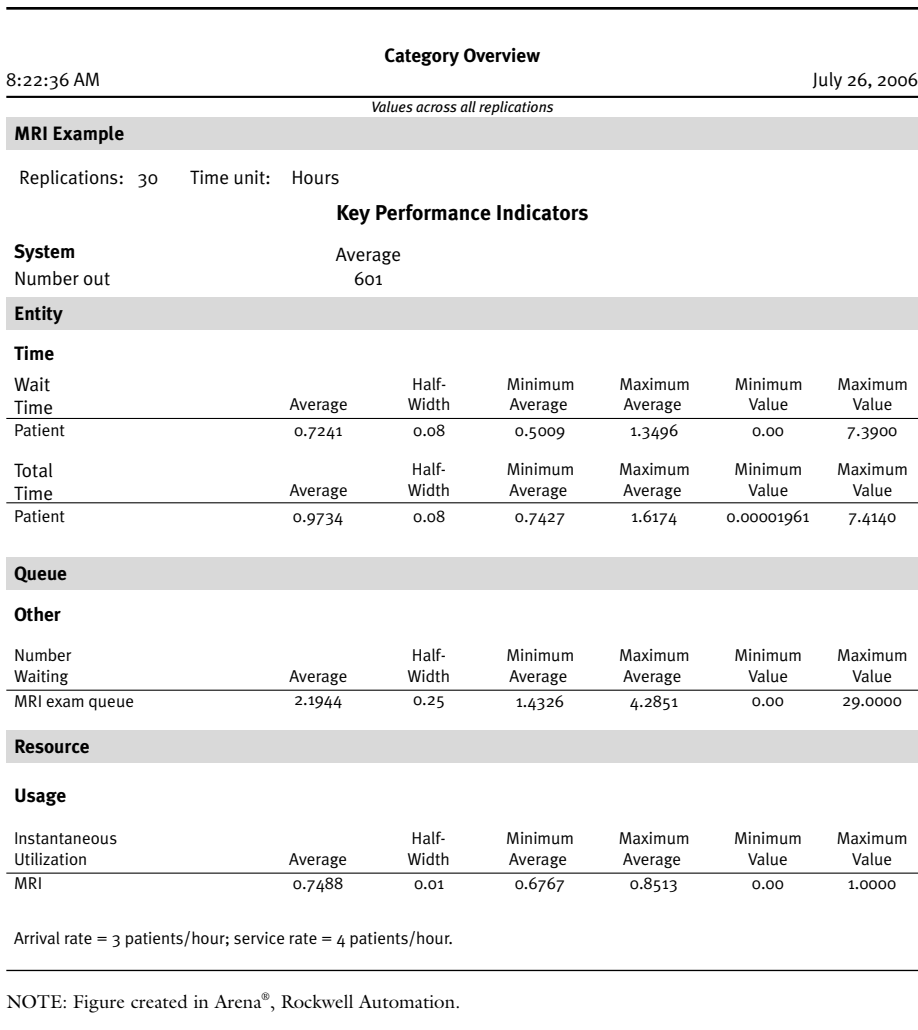 Category Overview
8:22:36 AM July 26, 2006
Values across all replications
MRI Example
Replications: 30 Time unit: Hours
Key Performance Indicators
System Average
Number out 601
Entity
Time
Wait Half- Minimum Maximum Minimum Maximum
Time Average Width Average Average Value Value
Patient 0.7241 0.08 0.5009 1.3496 0.00 7.3900
Total Half- Minimum Maximum Minimum Maximum
Time Average Width Average Average Value Value
Patient 0.9734 0.08 0.7427 1.6174 0.00001961 7.4140
Queue
Other
Number Half- Minimum Maximum Minimum Maximum
Waiting Average Width Average Average Value Value
MRI exam queue 2.1944 0.25 1.4326 4.2851 0.00 29.0000
Resource
Usage
Instantaneous Half- Minimum Maximum Minimum Maximum
Utilization Average Width Average Average Value Value
MRI 0.7488 0.01 0.6767 0.8513 0.00 1.0000
Arrival rate = 3 patients/hour; service rate = 4 patients/hour.
NOTE: Figure created in Arena®, Rockwell Automation.